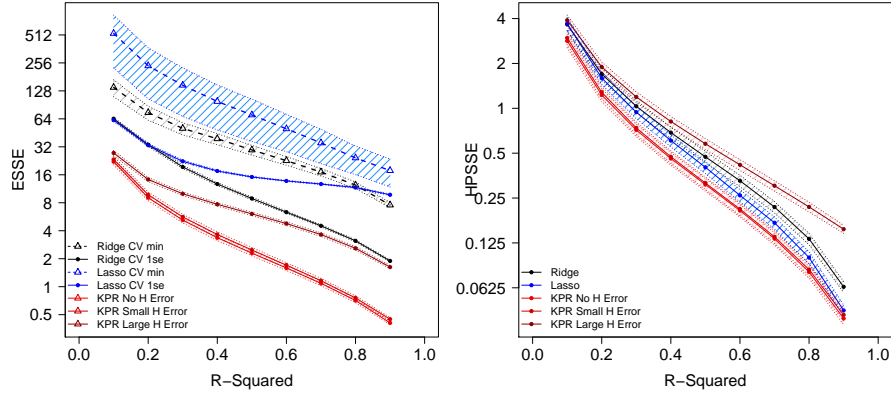 512
256
128
64
32
16
8
4
2
1
0.5
ESSE
Ridge CV min
Ridge CV 1se
Lasso CV min
Lasso CV 1se
KPR No H Error
KPR Small H Error
KPR Large H Error
0.0 0.2 0.4 0.6 0.8 1.0
R−Squared
4
2
1
0.5
0.25
0.125
0.0625
HPSSE
Ridge
Lasso
KPR No H Error
KPR Small H Error
KPR Large H Error
0.0 0.2 0.4 0.6 0.8 1.0
R−Squared